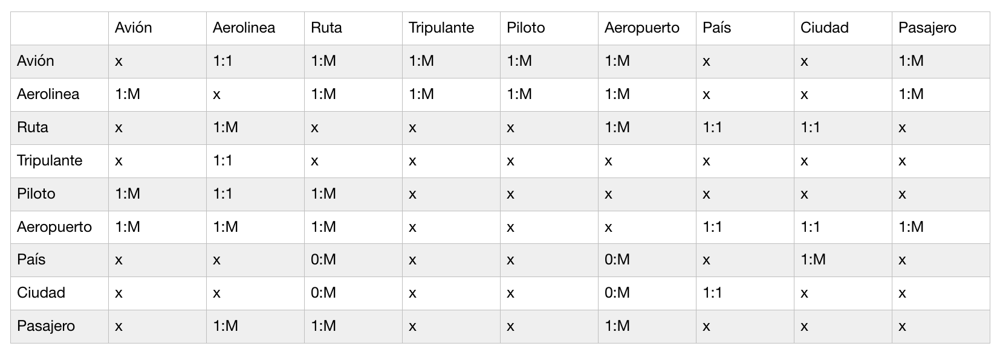 Avión Aerolinea Ruta Tripulante Piloto Aeropuerto País Ciudad Pasajero
Avión x 1:1 1:M 1:M 1:M 1:M x x 1:M
Aerolinea 1:M x 1:M 1:M 1:M 1:M x x 1:M
Ruta x 1:M x x x 1:M 1:1 1:1 x
Tripulante x 1:1 x x x x x x x
Piloto 1:M 1:1 1:M x x x x x x
Aeropuerto 1:M 1:M 1:M x x x 1:1 1:1 1:M
País x x 0:M x x 0:M x 1:M x
Ciudad x x 0:M x x 0:M 1:1 x x
Pasajero x 1:M 1:M x x 1:M x x x